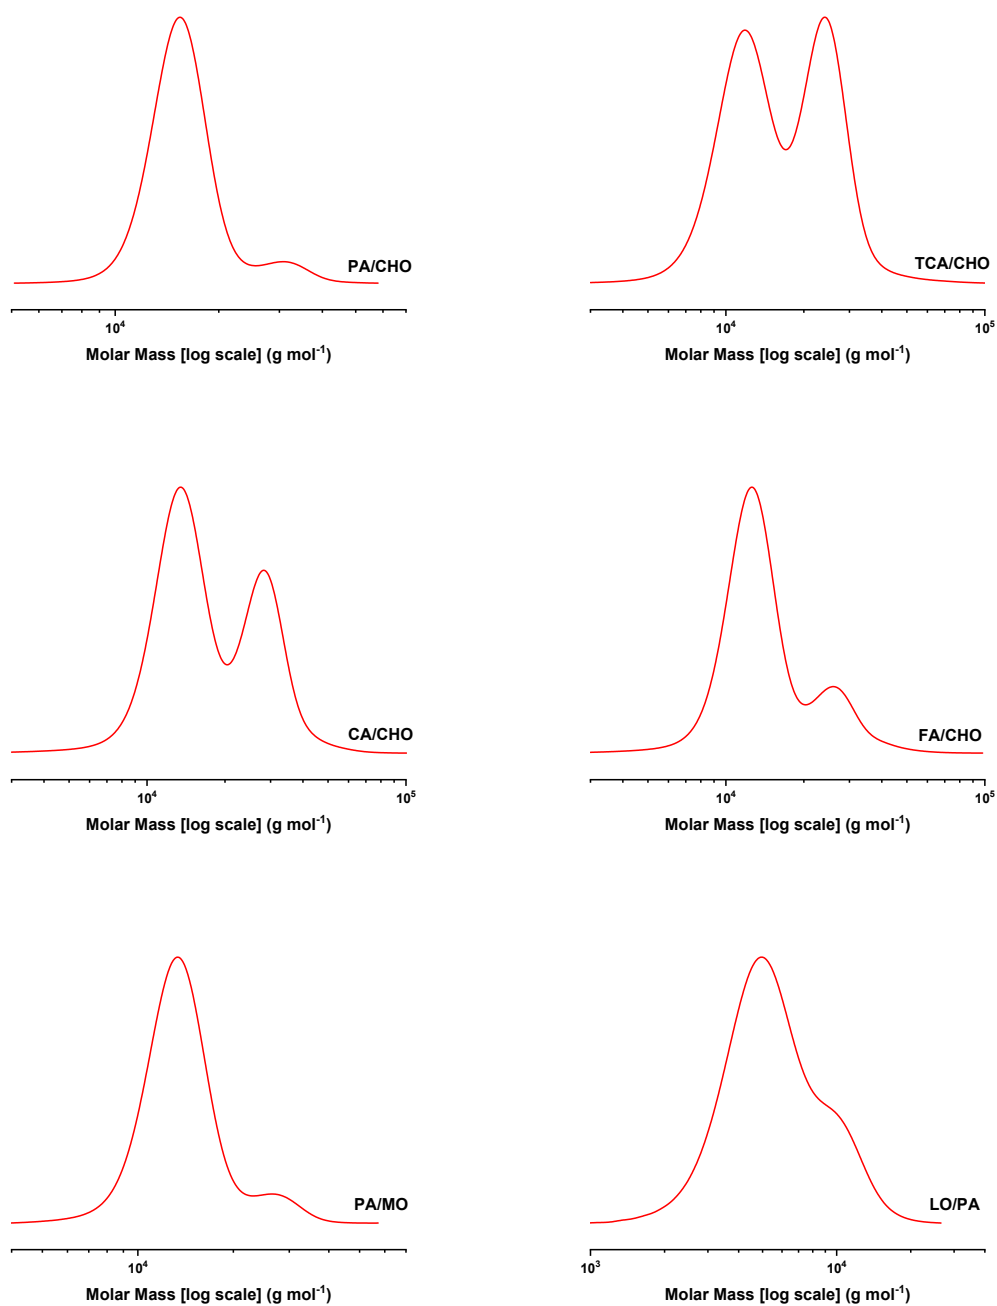 PA/CHO
10⁴
Molar Mass [log scale] (g mol⁻¹)
TCA/CHO
10⁴ 10⁵
Molar Mass [log scale] (g mol⁻¹)
CA/CHO
10⁴ 10⁵
Molar Mass [log scale] (g mol⁻¹)
FA/CHO
10⁴ 10⁵
Molar Mass [log scale] (g mol⁻¹)
PA/MO
10⁴
Molar Mass [log scale] (g mol⁻¹)
LO/PA
10³ 10⁴
Molar Mass [log scale] (g mol⁻¹)